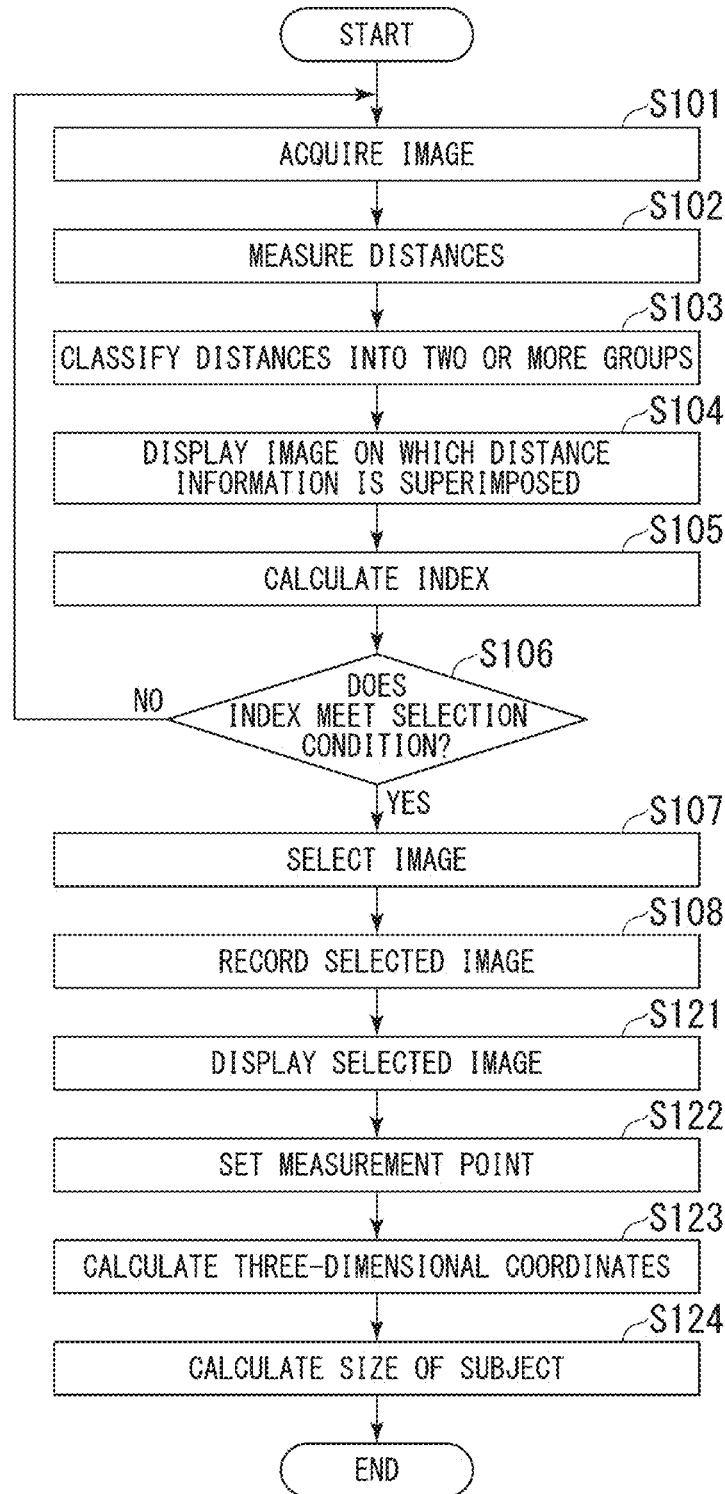 START
S101
ACQUIRE IMAGE
S102
MEASURE DISTANCES
S103
CLASSIFY DISTANCES INTO TWO OR MORE GROUPS
S104
DISPLAY IMAGE ON WHICH DISTANCE
INFORMATION IS SUPERIMPOSED
S105
CALCULATE INDEX
S106
DOES
INDEX MEET SELECTION
CONDITION?
NO
YES
S107
SELECT IMAGE
S108
RECORD SELECTED IMAGE
S121
DISPLAY SELECTED IMAGE
S122
SET MEASUREMENT POINT
S123
CALCULATE THREE-DIMENSIONAL COORDINATES
S124
CALCULATE SIZE OF SUBJECT
END